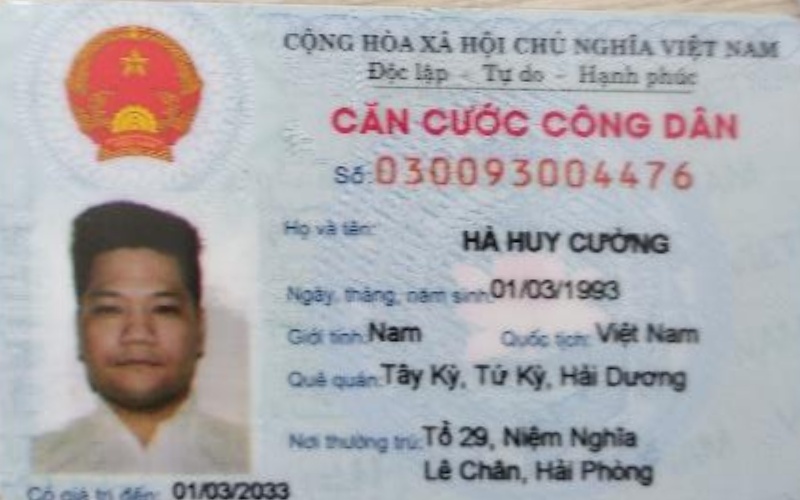 CỘNG HÒA XÃ HỘI CHỦ NGHĨA VIỆT NAM
Độc lập - Tự do - Hạnh phúc
CĂN CƯỚC CÔNG DÂN
Số: 030093004476
Họ và tên: HÀ HUY CƯỜNG
Ngày, tháng, năm sinh: 01/03/1993
Giới tính: Nam Quốc tịch: Việt Nam
Quê quán: Tây Kỳ, Tứ Kỳ, Hải Dương
Nơi thường trú: Tổ 29, Niệm Nghĩa
Lê Chân, Hải Phòng
Có giá trị đến: 01/03/2033